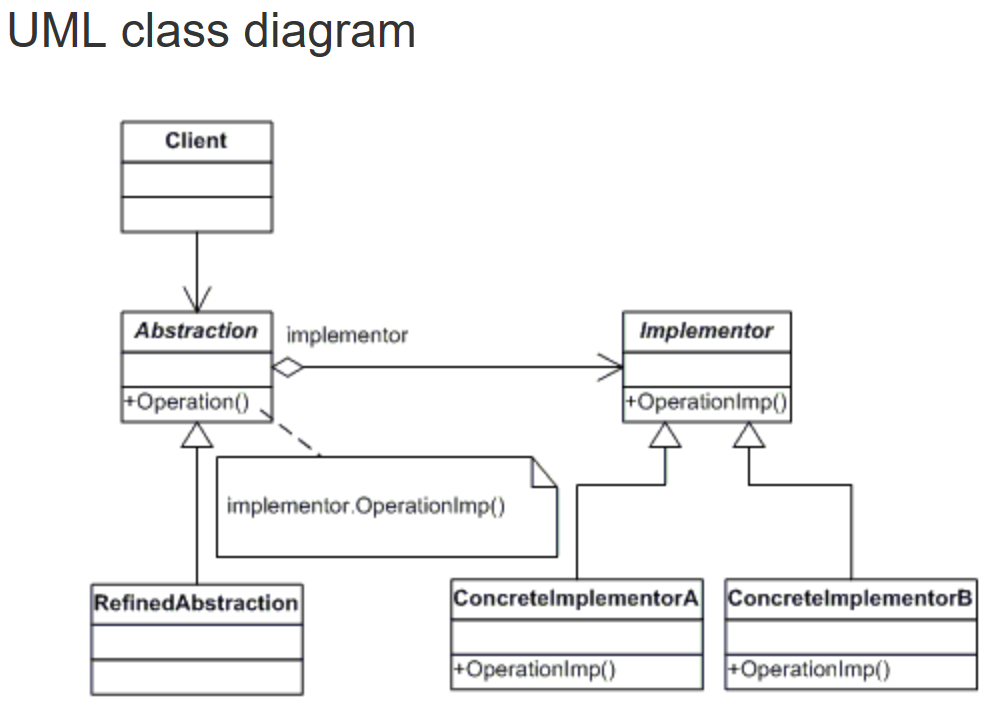 UML class diagram
Client
Abstraction
implementor
Implementor
+Operation()
+OperationImp()
implementor.OperationImp()
RefinedAbstraction
ConcreteImplementorA
ConcreteImplementorB
+OperationImp()
+OperationImp()